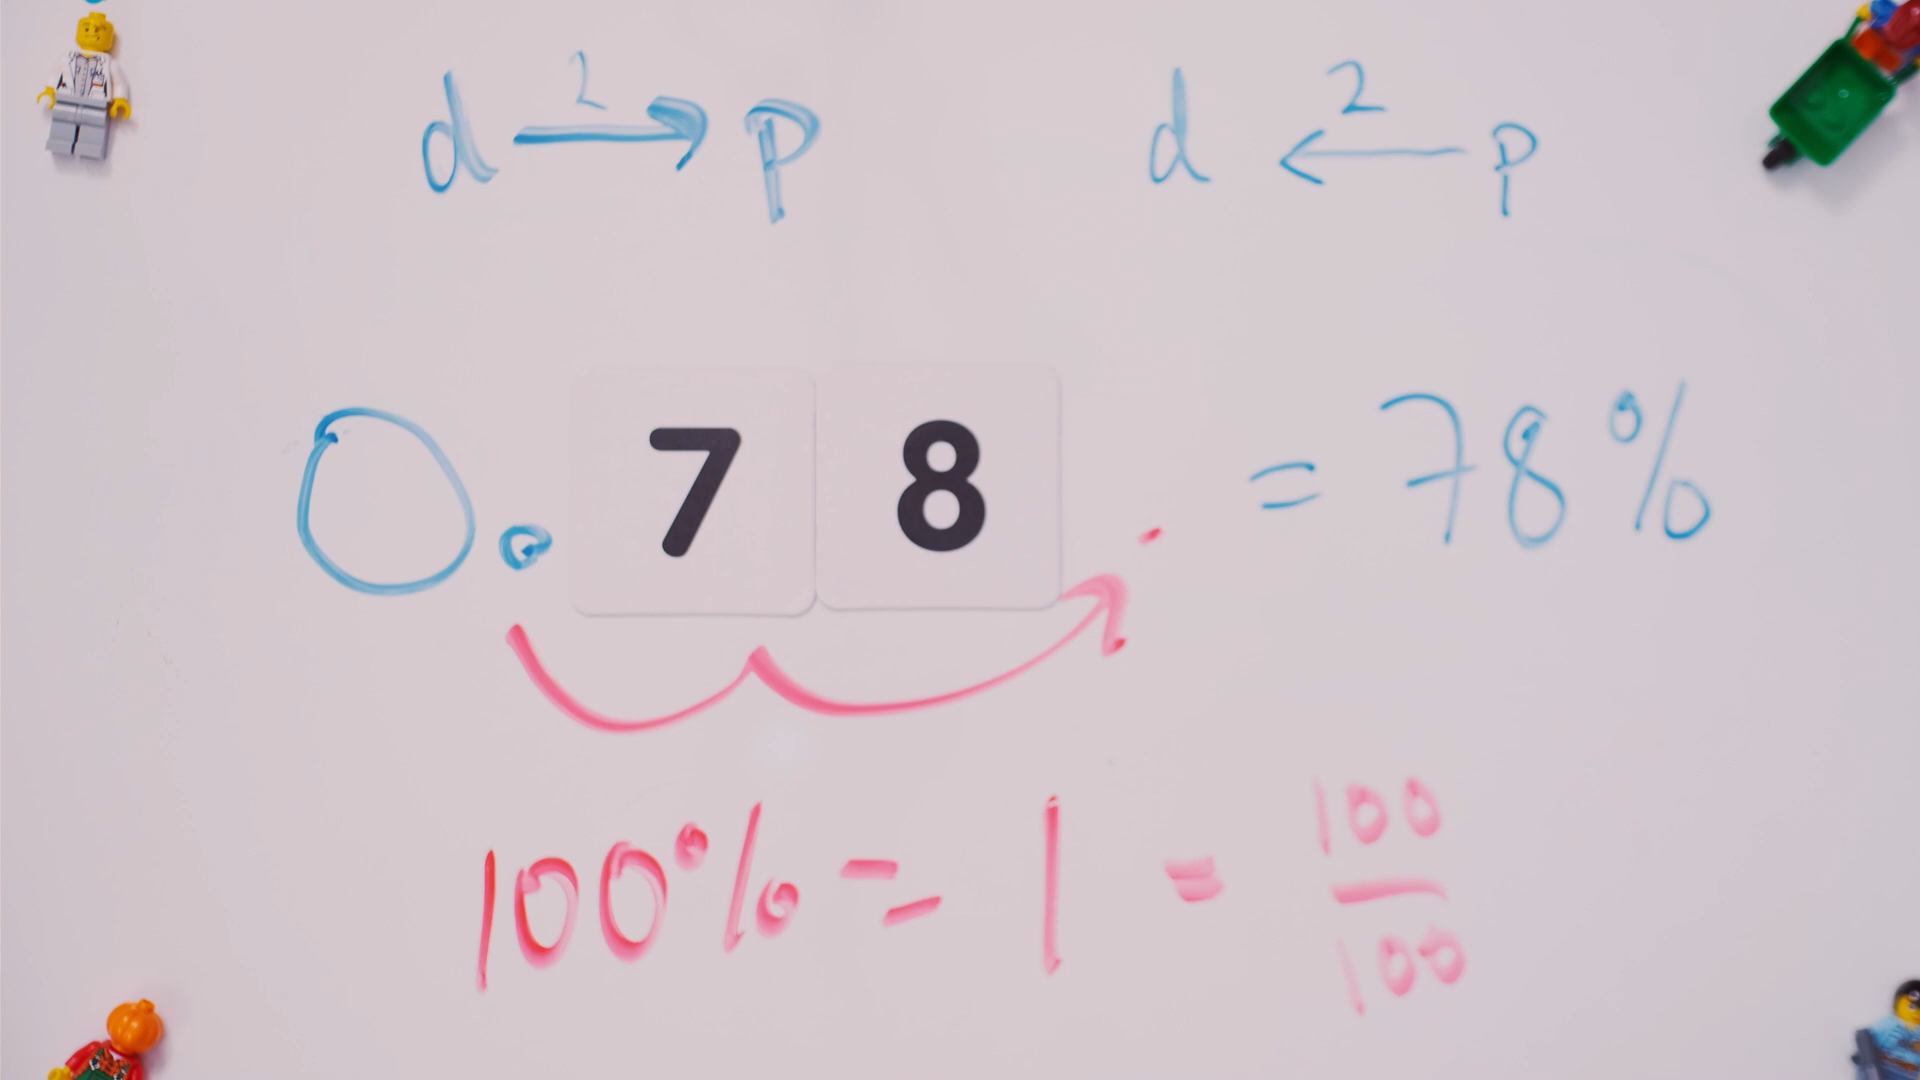 d 2→ p d ←2 p
0.78. = 78%
100% = 1 = 100/100